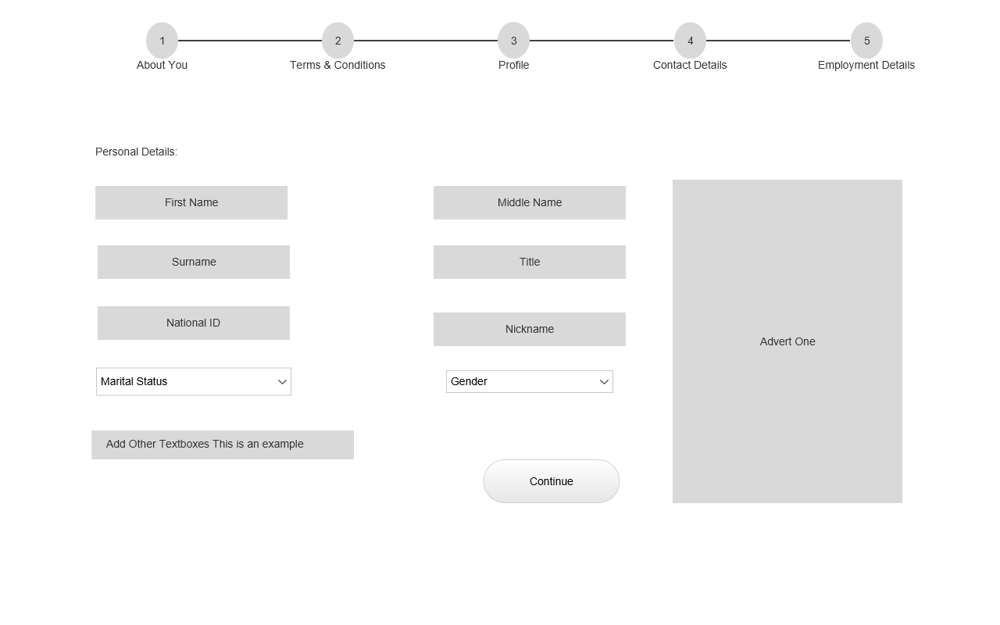 1
2
3
4
5
About You
Terms & Conditions
Profile
Contact Details
Employment Details
Personal Details:
First Name
Middle Name
Surname
Title
National ID
Nickname
Advert One
Marital Status
Gender
Add Other Textboxes This is an example
Continue